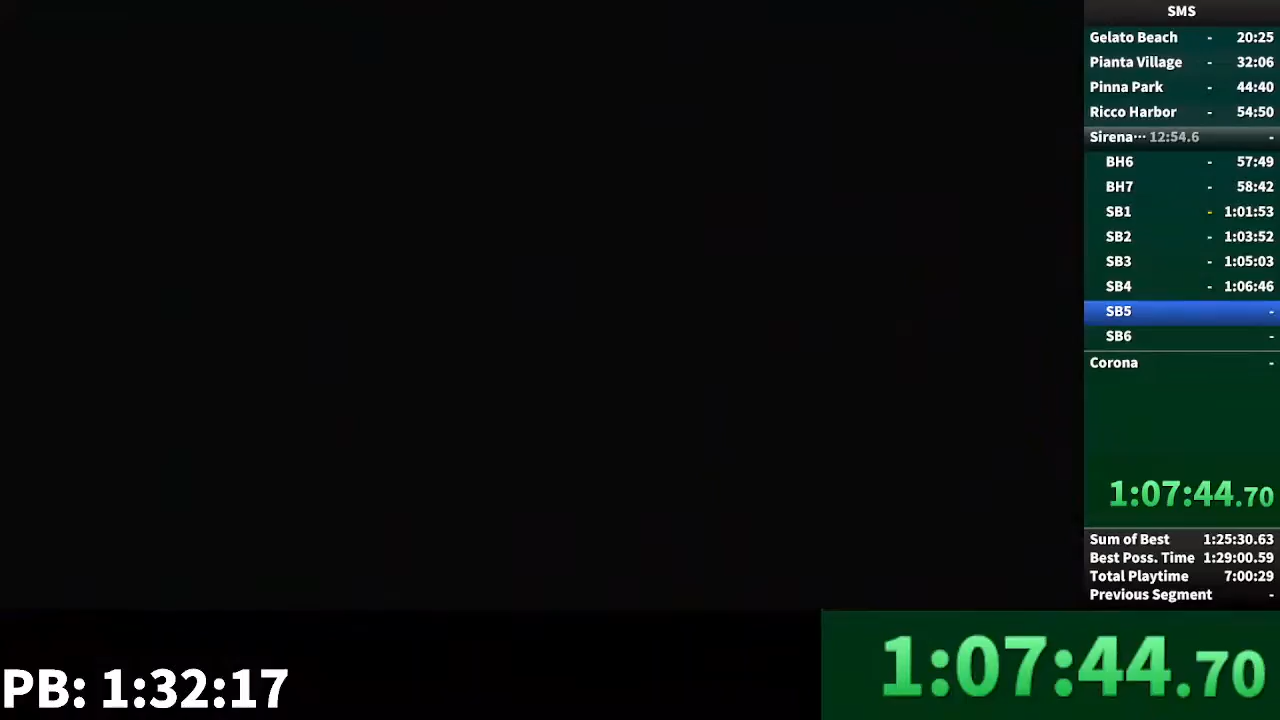 SMS
Gelato Beach - 20:25
Pianta Village - 32:06
Pinna Park - 44:40
Ricco Harbor - 54:50
Sirena... 12:54.6 -
BH6 - 57:49
BH7 - 58:42
SB1 - 1:01:53
SB2 - 1:03:52
SB3 - 1:05:03
SB4 - 1:06:46
SB5 -
SB6 -
Corona -
1:07:44.70
Sum of Best 1:25:30.63
Best Poss. Time 1:29:00.59
Total Playtime 7:00:29
Previous Segment -
PB: 1:32:17
1:07:44.70